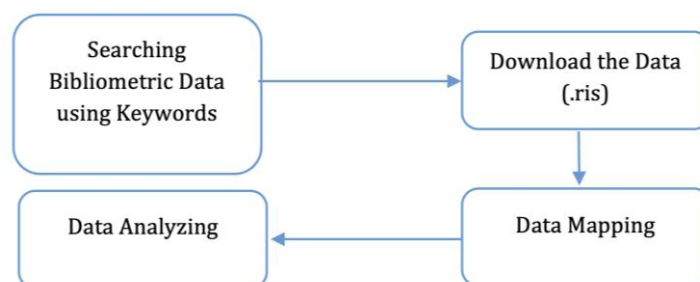 Searching
Bibliometric Data
using Keywords
Download the Data
(.ris)
Data Mapping
Data Analyzing